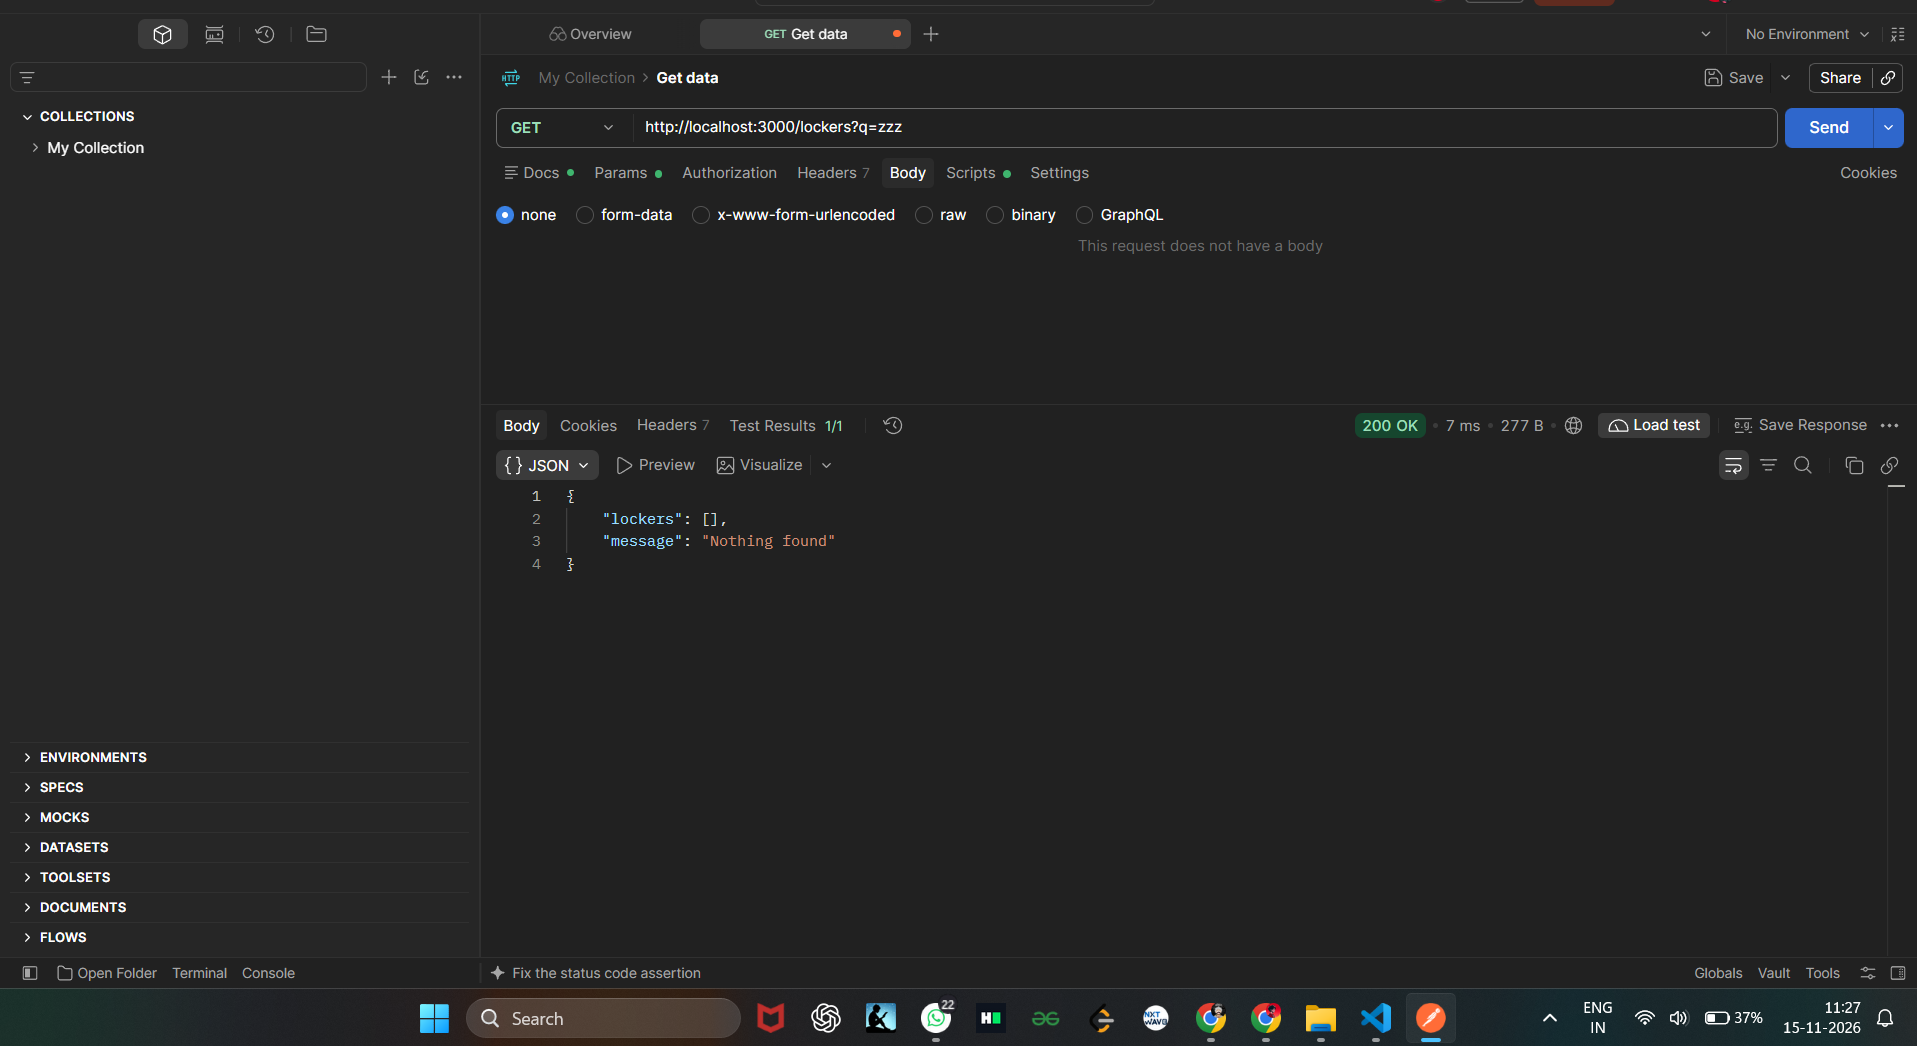 Overview
GET Get data
No Environment
My Collection > Get data
Save
Share
COLLECTIONS
My Collection
GET
http://localhost:3000/lockers?q=zzz
Send
Docs
Params
Authorization
Headers 7
Body
Scripts
Settings
Cookies
none
form-data
x-www-form-urlencoded
raw
binary
GraphQL
This request does not have a body
Body
Cookies
Headers 7
Test Results 1/1
200 OK
7 ms
277 B
Load test
e.g. Save Response
{} JSON
Preview
Visualize
1 {
2 "lockers": [],
3 "message": "Nothing found"
4 }
ENVIRONMENTS
SPECS
MOCKS
DATASETS
TOOLSETS
DOCUMENTS
FLOWS
Open Folder
Terminal
Console
Fix the status code assertion
Globals
Vault
Tools
Search
22
NXT
WAVE
ENG
IN
37%
11:27
15-11-2026